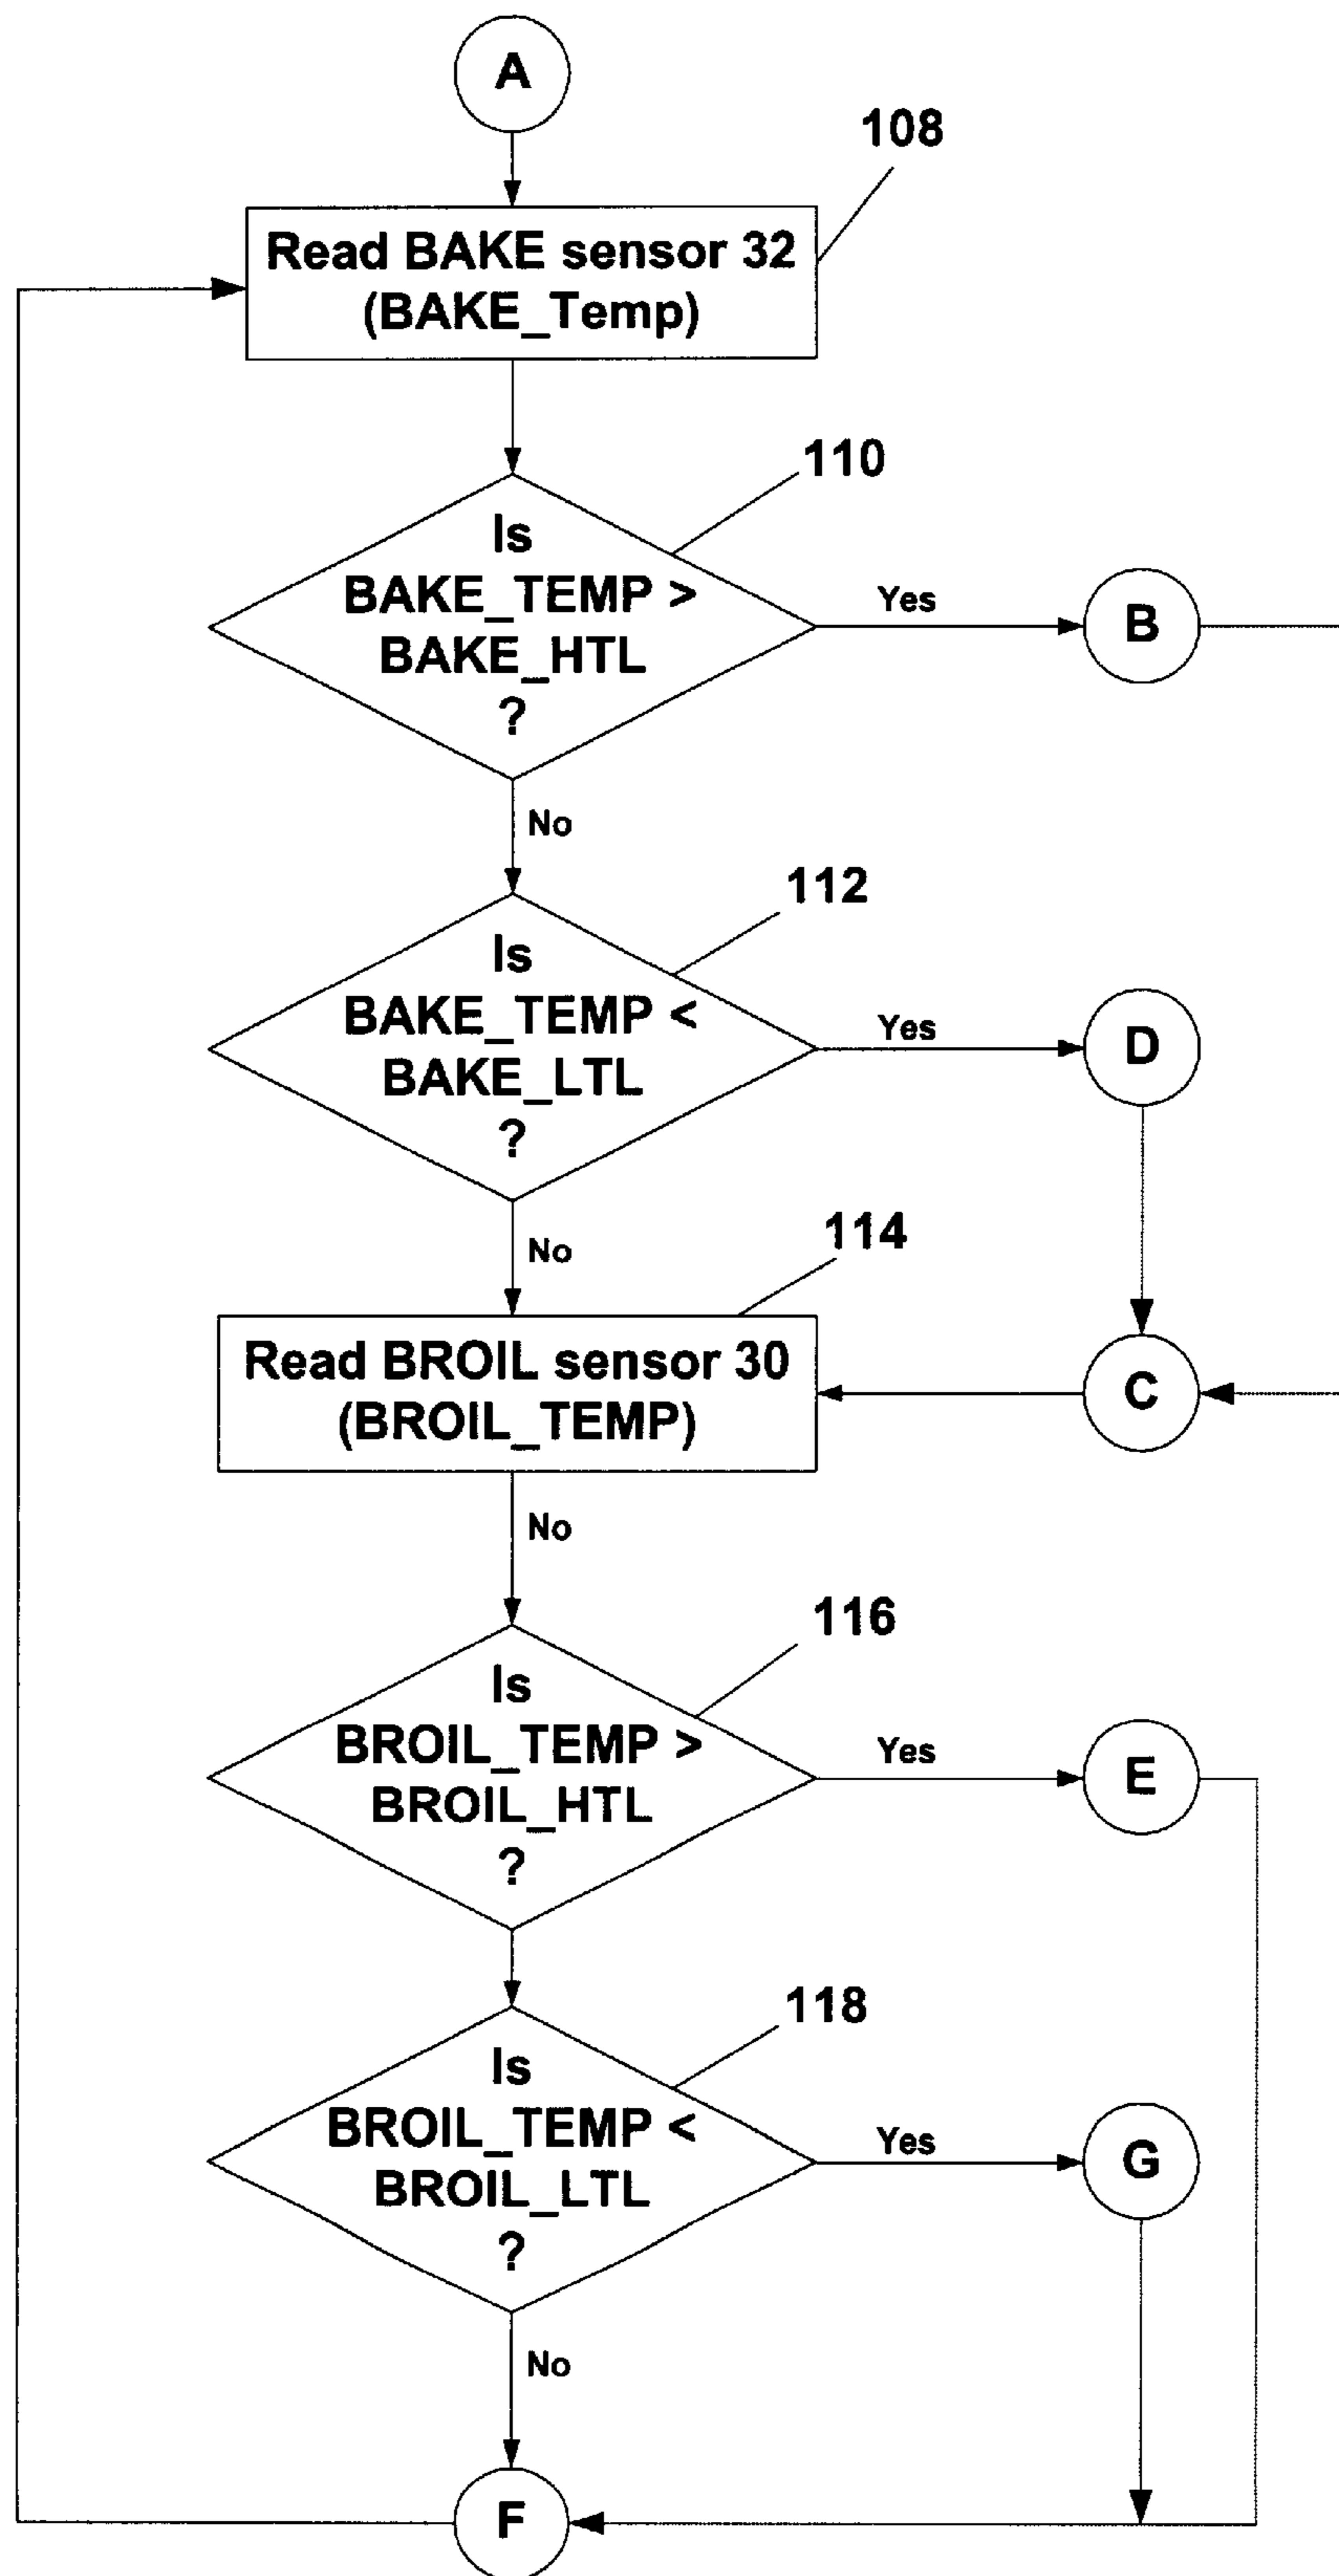 A
108
Read BAKE sensor 32
(BAKE_Temp)
110
Is
BAKE_TEMP >
BAKE_HTL
?
Yes
B
No
112
Is
BAKE_TEMP <
BAKE_LTL
?
Yes
D
No
114
Read BROIL sensor 30
(BROIL_TEMP)
C
No
116
Is
BROIL_TEMP >
BROIL_HTL
?
Yes
E
118
Is
BROIL_TEMP <
BROIL_LTL
?
Yes
G
No
F